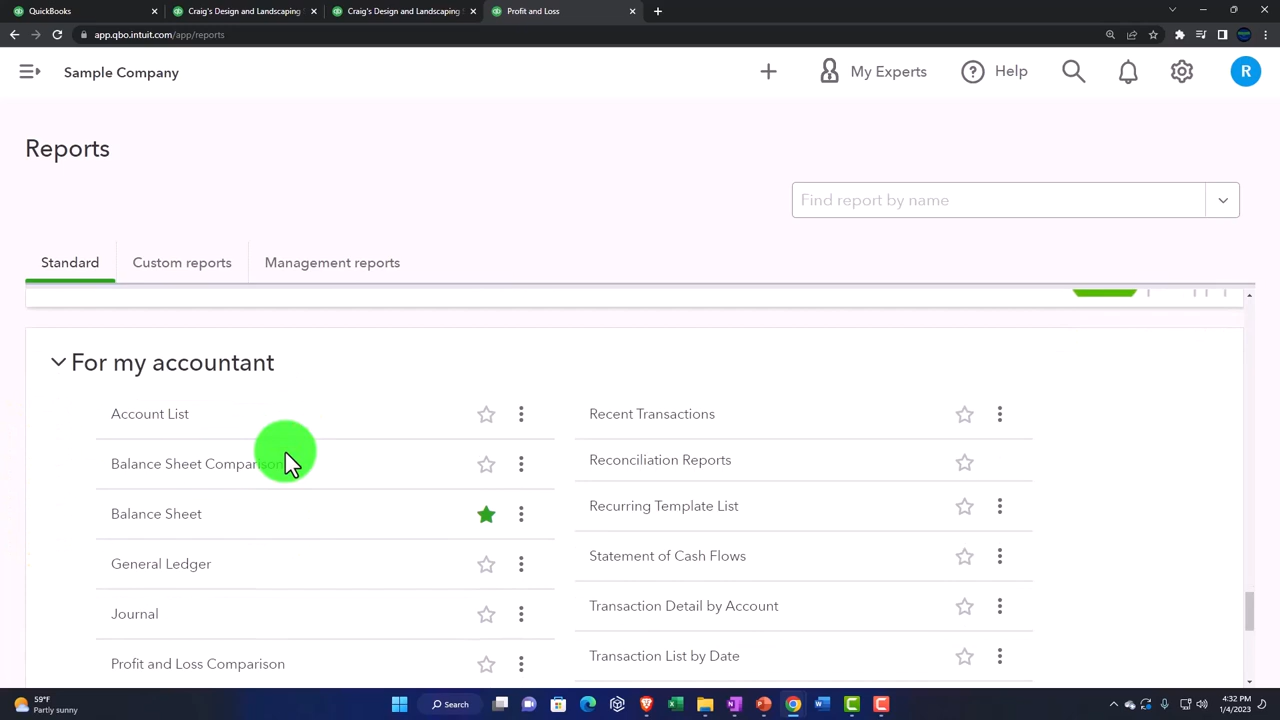 QuickBooks
Craig's Design and Landscaping
Craig's Design and Landscaping
Profit and Loss
app.qbo.intuit.com/app/reports
Sample Company
My Experts
Help
R
Reports
Find report by name
Standard
Custom reports
Management reports
For my accountant
Account List
Recent Transactions
Balance Sheet Comparison
Reconciliation Reports
Balance Sheet
Recurring Template List
General Ledger
Statement of Cash Flows
Journal
Transaction Detail by Account
Profit and Loss Comparison
Transaction List by Date
59°F
Partly sunny
Search
4:32 PM
1/4/2023